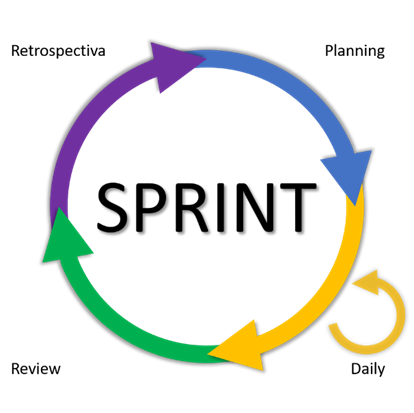 Retrospectiva
Planning
SPRINT
Review
Daily